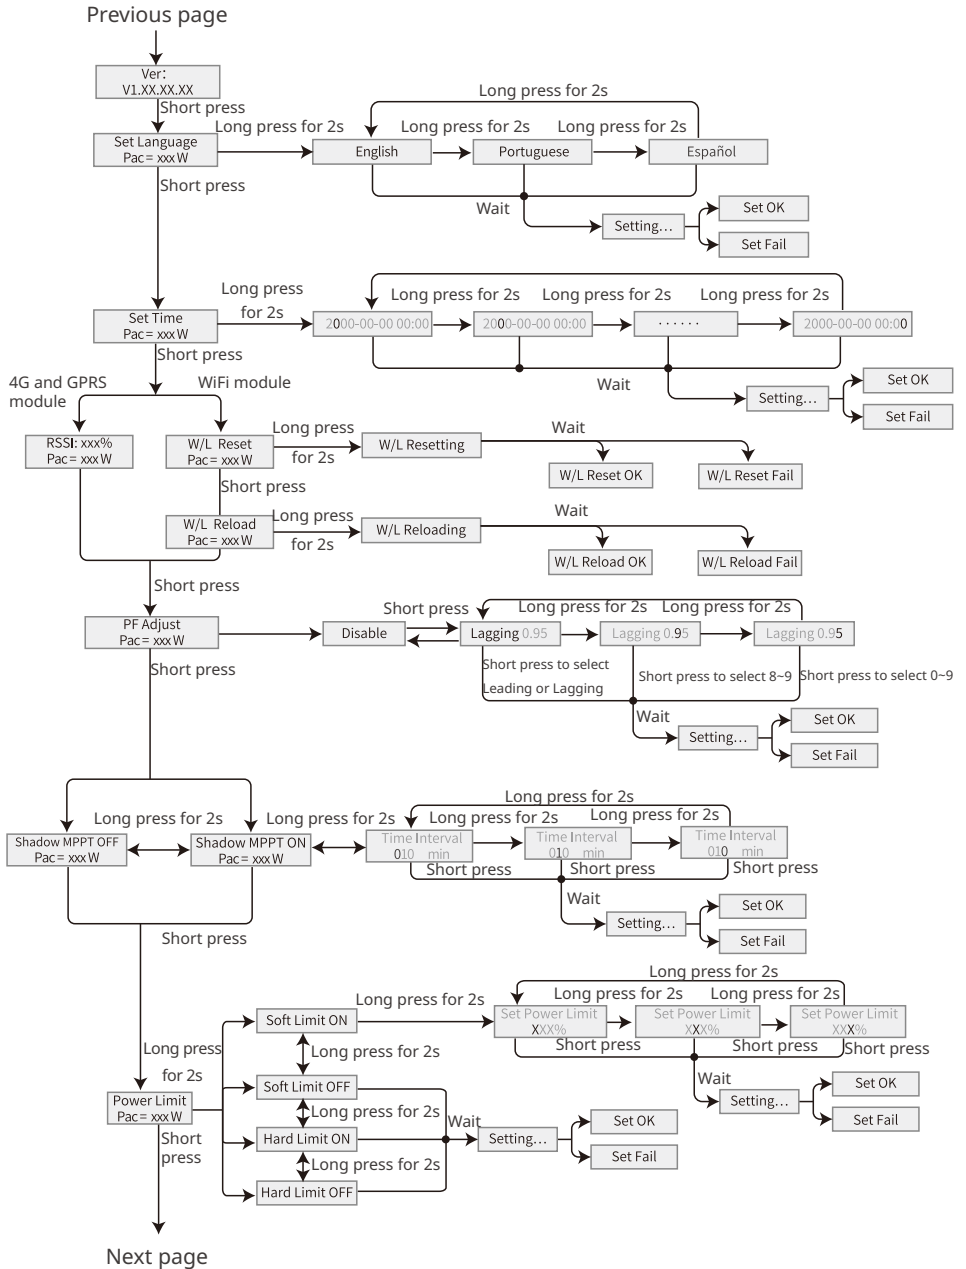 Previous page
Ver:
V1.XX.XX.XX
Short press
Long press for 2s
Long press for 2s
Long press for 2s
Long press for 2s
Set Language
Pac= xxx W
English
Portuguese
Español
Short press
Wait
Setting...
Set OK
Set Fail
Long press
for 2s
Long press for 2s
Long press for 2s
Long press for 2s
Set Time
Pac= xxx W
2000-00-00 00:00
2000-00-00 00:00
......
2000-00-00 00:00
Short press
Wait
Setting...
Set OK
Set Fail
4G and GPRS
module
WiFi module
RSSI: xxx%
Pac= xxx W
W/L Reset
Pac= xxx W
Long press
for 2s
W/L Resetting
Wait
W/L Reset OK
W/L Reset Fail
Short press
W/L Reload
Pac= xxx W
Long press
for 2s
W/L Reloading
Wait
W/L Reload OK
W/L Reload Fail
Short press
PF Adjust
Pac= xxx W
Disable
Short press
Long press for 2s
Long press for 2s
Lagging 0.95
Lagging 0.95
Lagging 0.95
Short press
Short press to select
Leading or Lagging
Short press to select 8~9
Short press to select 0~9
Wait
Setting...
Set OK
Set Fail
Long press for 2s
Long press for 2s
Long press for 2s
Long press for 2s
Long press for 2s
Shadow MPPT OFF
Pac= xxx W
Shadow MPPT ON
Pac= xxx W
Time Interval
010 min
Time Interval
010 min
Time Interval
010 min
Short press
Short press
Short press
Wait
Setting...
Set OK
Set Fail
Short press
Long press for 2s
Long press for 2s
Long press for 2s
Long press for 2s
Soft Limit ON
Set Power Limit
XXX%
Set Power Limit
XXX%
Set Power Limit
XXX%
Short press
Short press
Short press
Long press
for 2s
Long press for 2s
Wait
Setting...
Set OK
Set Fail
Soft Limit OFF
Power Limit
Pac= xxx W
Long press for 2s
Hard Limit ON
Wait
Setting...
Set OK
Set Fail
Short
press
Long press for 2s
Hard Limit OFF
Next page